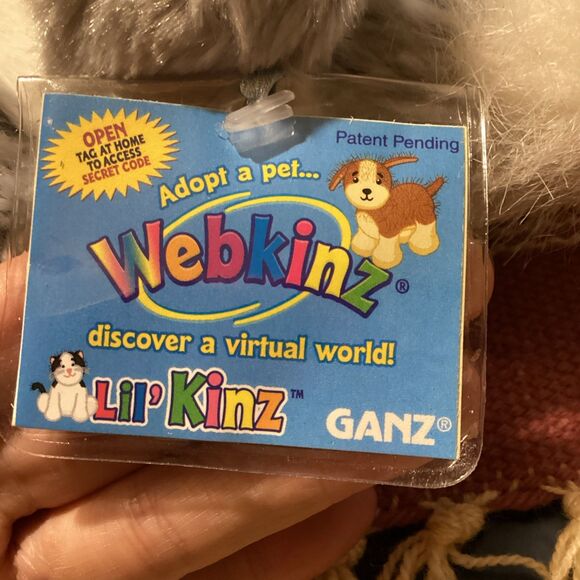 OPEN
TAG AT HOME
TO ACCESS
SECRET CODE
Patent Pending
Adopt a pet...
Webkinz®
discover a virtual world!
Lil' Kinz™
GANZ®